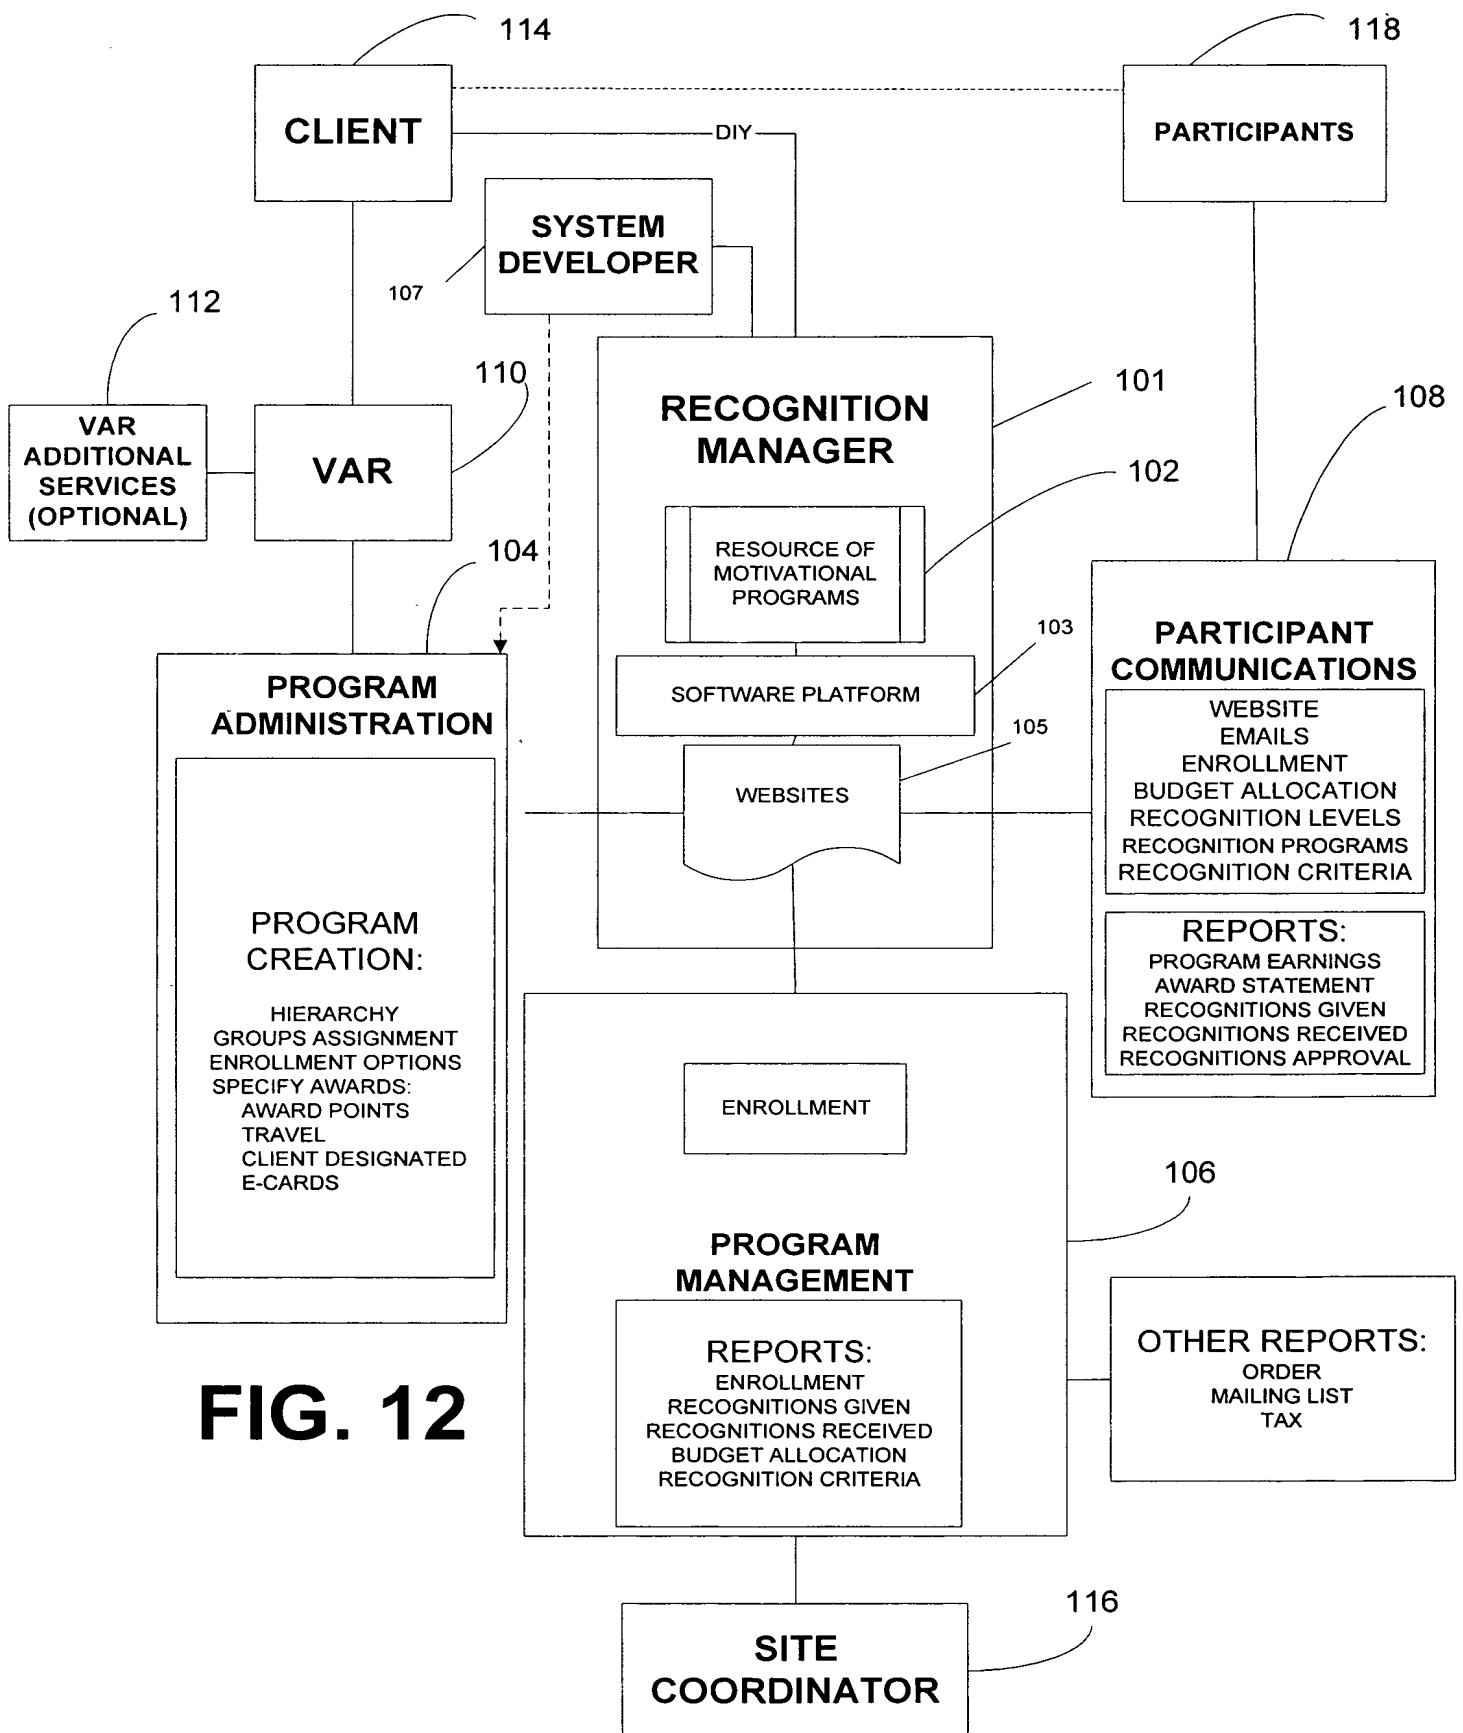 114
118
CLIENT
DIY
PARTICIPANTS
SYSTEM
DEVELOPER
107
112
110
101
108
VAR
ADDITIONAL
SERVICES
(OPTIONAL)
VAR
RECOGNITION
MANAGER
102
104
RESOURCE OF
MOTIVATIONAL
PROGRAMS
103
SOFTWARE PLATFORM
105
WEBSITES
PROGRAM
ADMINISTRATION
PROGRAM
CREATION:
HIERARCHY
GROUPS ASSIGNMENT
ENROLLMENT OPTIONS
SPECIFY AWARDS:
AWARD POINTS
TRAVEL
CLIENT DESIGNATED
E-CARDS
PARTICIPANT
COMMUNICATIONS
WEBSITE
EMAILS
ENROLLMENT
BUDGET ALLOCATION
RECOGNITION LEVELS
RECOGNITION PROGRAMS
RECOGNITION CRITERIA
REPORTS:
PROGRAM EARNINGS
AWARD STATEMENT
RECOGNITIONS GIVEN
RECOGNITIONS RECEIVED
RECOGNITIONS APPROVAL
ENROLLMENT
106
PROGRAM
MANAGEMENT
REPORTS:
ENROLLMENT
RECOGNITIONS GIVEN
RECOGNITIONS RECEIVED
BUDGET ALLOCATION
RECOGNITION CRITERIA
OTHER REPORTS:
ORDER
MAILING LIST
TAX
FIG. 12
116
SITE
COORDINATOR